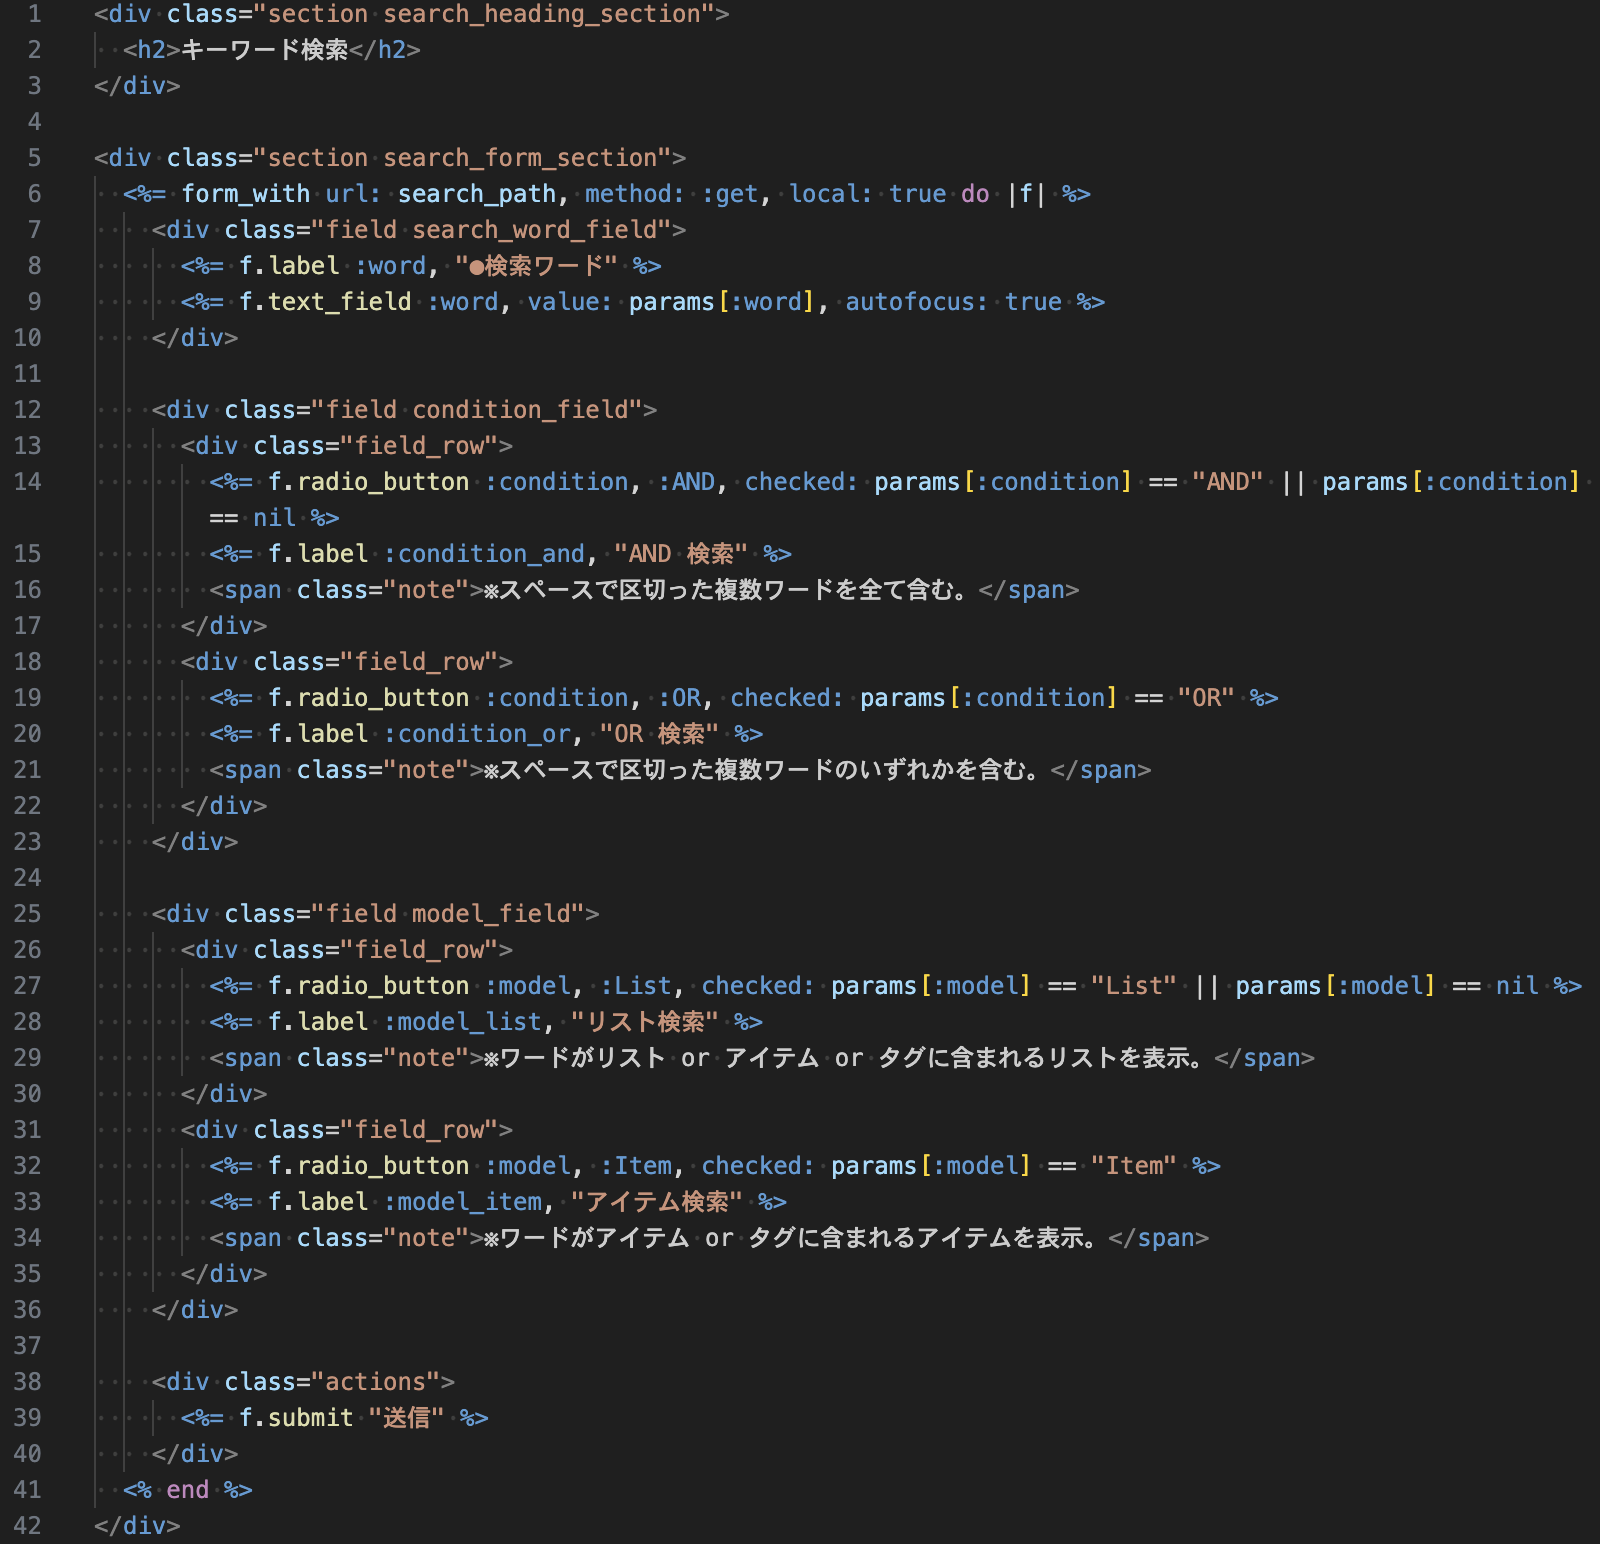 1 <div class="section search_heading_section">
2   <h2>キーワード検索</h2>
3 </div>
4
5 <div class="section search_form_section">
6   <%= form_with url: search_path, method: :get, local: true do |f| %>
7     <div class="field search_word_field">
8       <%= f.label :word, "●検索ワード" %>
9       <%= f.text_field :word, value: params[:word], autofocus: true %>
10     </div>
11
12     <div class="field condition_field">
13       <div class="field_row">
14         <%= f.radio_button :condition, :AND, checked: params[:condition] == "AND" || params[:condition]
        == nil %>
15         <%= f.label :condition_and, "AND 検索" %>
16         <span class="note">※スペースで区切った複数ワードを全て含む。</span>
17       </div>
18       <div class="field_row">
19         <%= f.radio_button :condition, :OR, checked: params[:condition] == "OR" %>
20         <%= f.label :condition_or, "OR 検索" %>
21         <span class="note">※スペースで区切った複数ワードのいずれかを含む。</span>
22       </div>
23     </div>
24
25     <div class="field model_field">
26       <div class="field_row">
27         <%= f.radio_button :model, :List, checked: params[:model] == "List" || params[:model] == nil %>
28         <%= f.label :model_list, "リスト検索" %>
29         <span class="note">※ワードがリスト or アイテム or タグに含まれるリストを表示。</span>
30       </div>
31       <div class="field_row">
32         <%= f.radio_button :model, :Item, checked: params[:model] == "Item" %>
33         <%= f.label :model_item, "アイテム検索" %>
34         <span class="note">※ワードがアイテム or タグに含まれるアイテムを表示。</span>
35       </div>
36     </div>
37
38     <div class="actions">
39       <%= f.submit "送信" %>
40     </div>
41   <% end %>
42 </div>